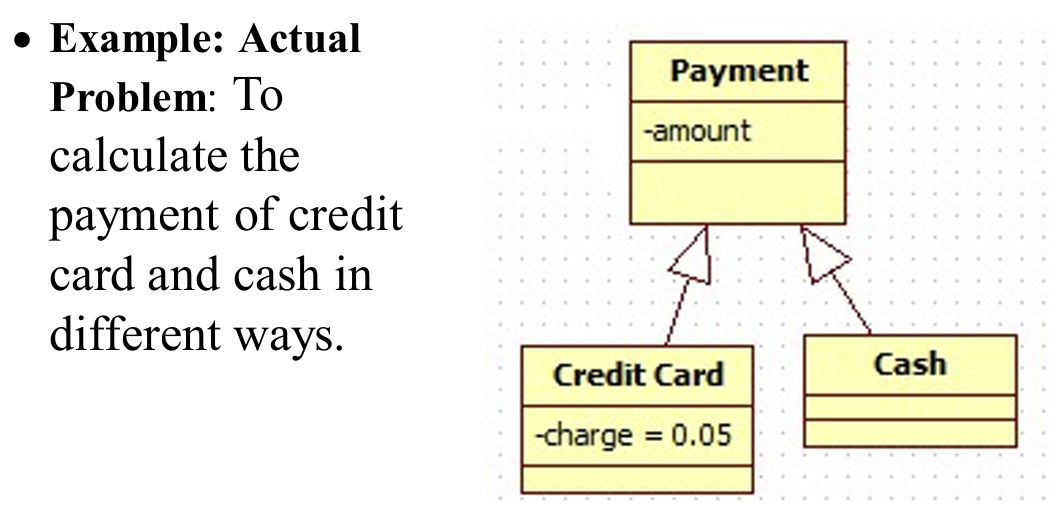 • Example: Actual
Problem: To
calculate the
payment of credit
card and cash in
different ways.
Payment
-amount
Credit Card
-charge = 0.05
Cash